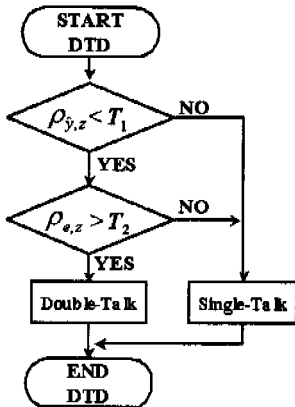 START
DTD
ρ_{ŷ,z} < T_1
NO
YES
ρ_{e,z} > T_2
NO
YES
Double-Talk
Single-Talk
END
DTD